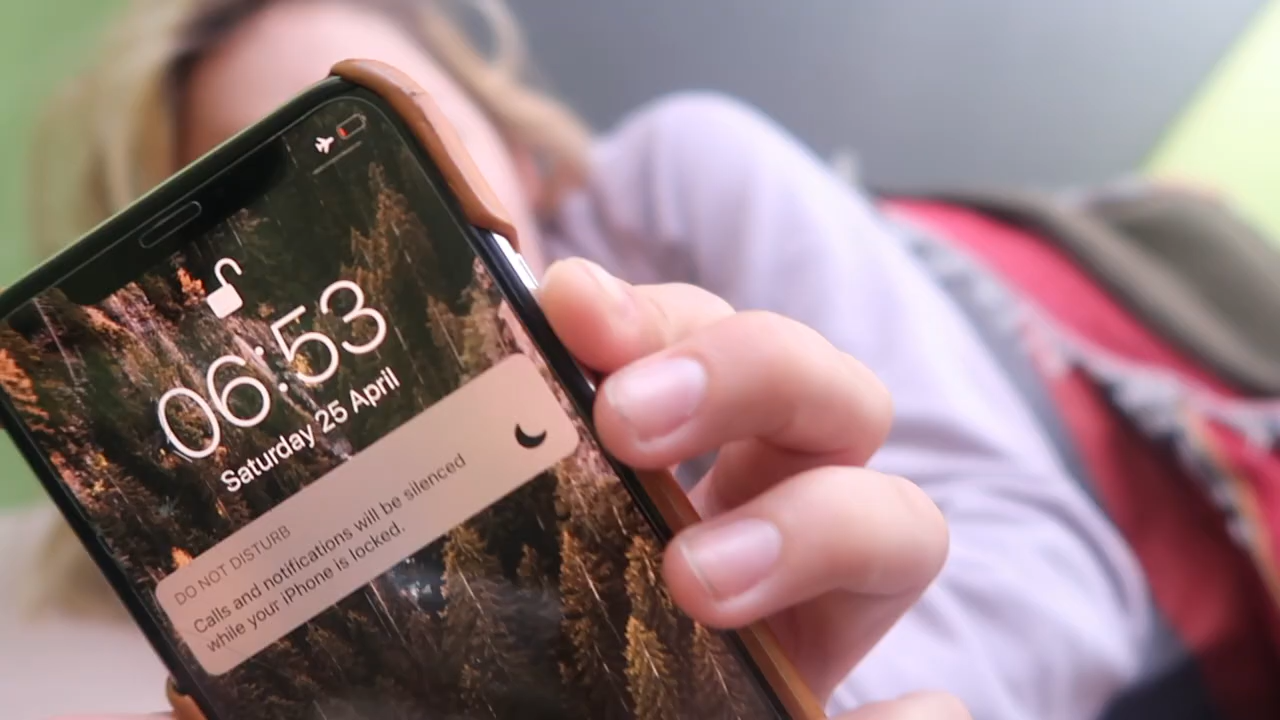 06:53
Saturday 25 April
DO NOT DISTURB
Calls and notifications will be silenced
while your iPhone is locked.